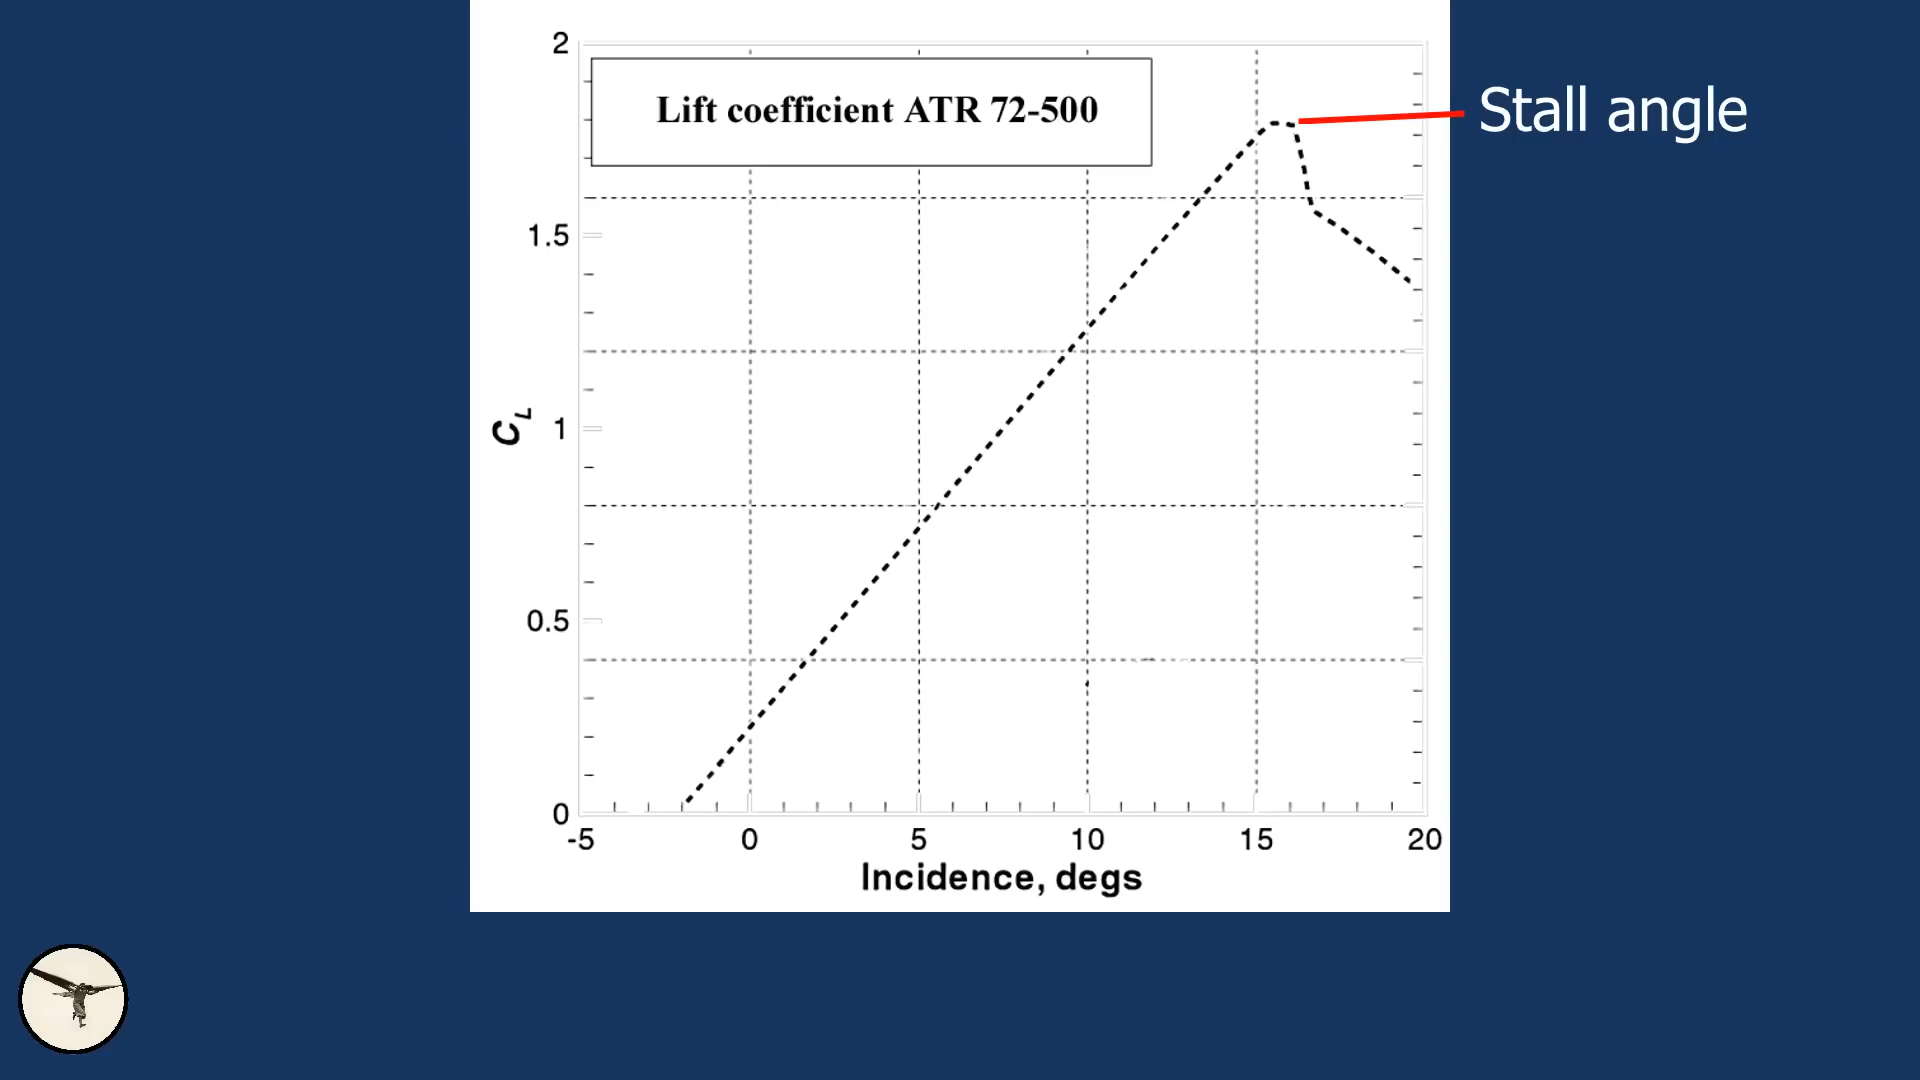 2
Lift coefficient ATR 72-500
Stall angle
1.5
C_L
1
0.5
0
-5 0 5 10 15 20
Incidence, degs